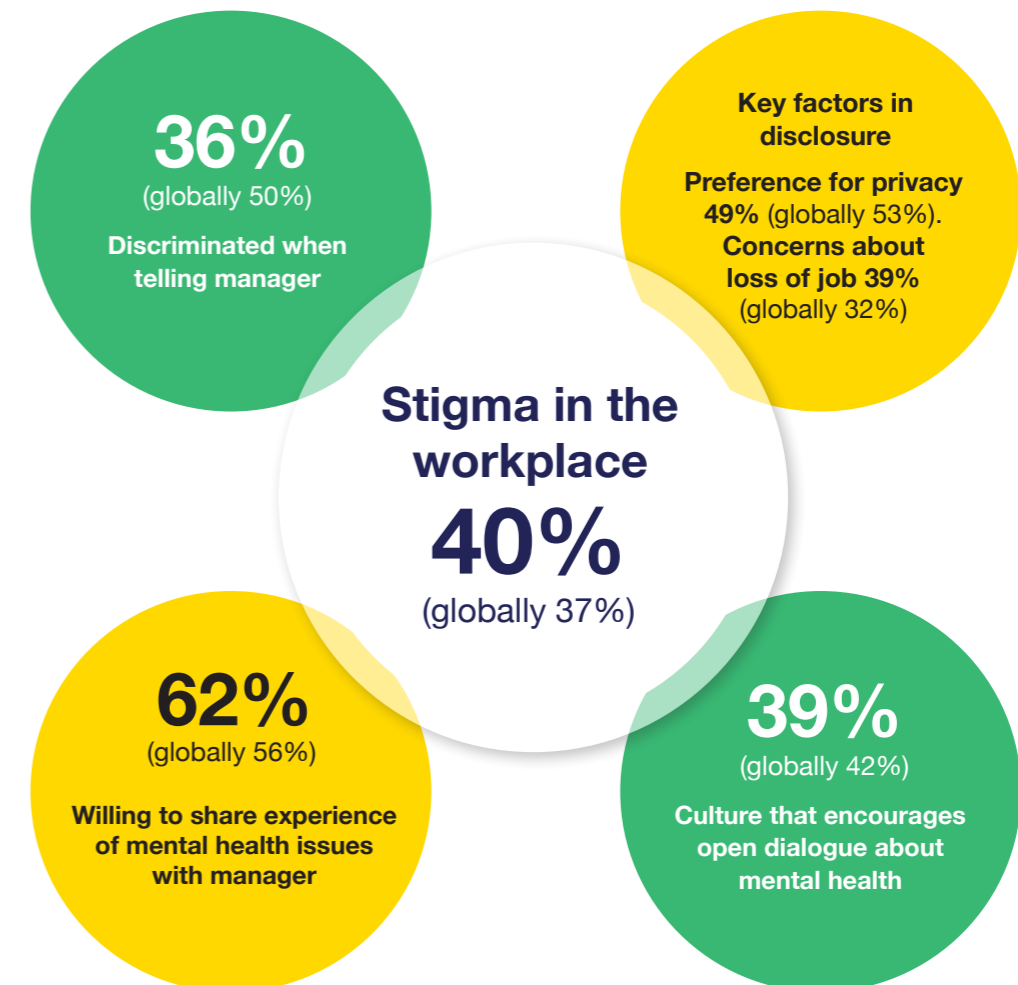 36%
(globally 50%)
Discriminated when
telling manager
Key factors in
disclosure
Preference for privacy
49% (globally 53%).
Concerns about
loss of job 39%
(globally 32%)
Stigma in the
workplace
40%
(globally 37%)
62%
(globally 56%)
Willing to share experience
of mental health issues
with manager
39%
(globally 42%)
Culture that encourages
open dialogue about
mental health